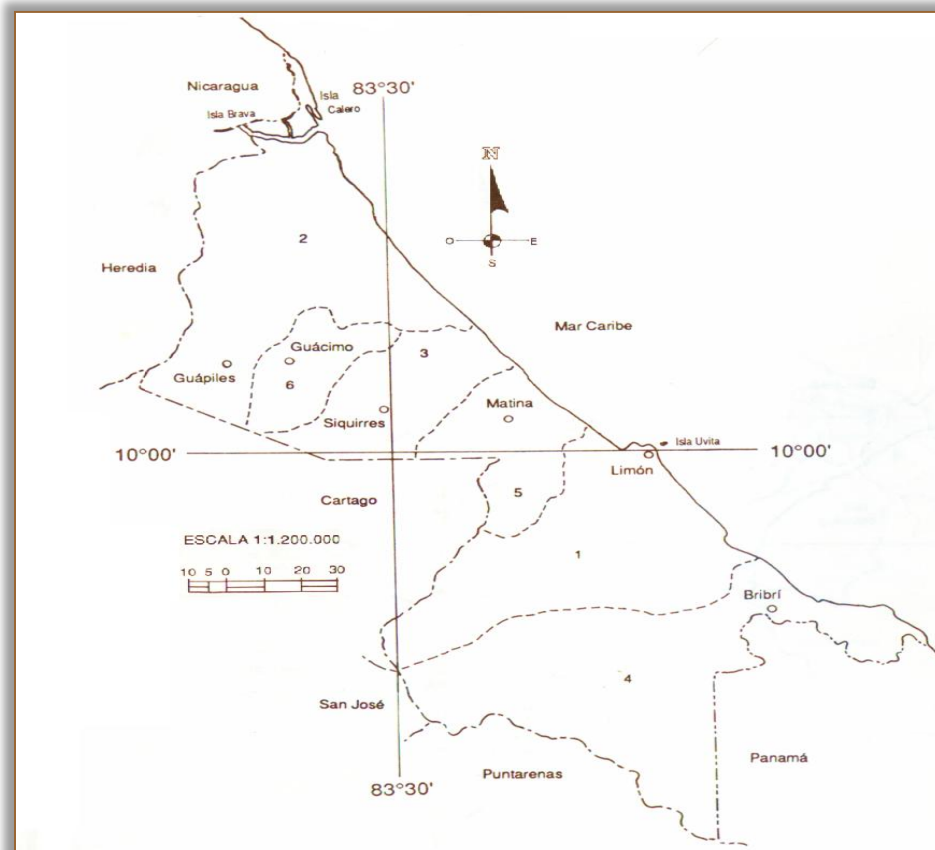 Nicaragua
Isla
Calero
83°30'
Isla Brava
N
2
O
E
S
Heredia
Mar Caribe
Guácimo
3
Guápiles
6
Matina
Siquirres
Isla Uvita
10°00'
10°00'
Limón
5
Cartago
ESCALA 1:1.200.000
1
10 5 0 10 20 30
Bribrí
4
San José
Panamá
Puntarenas
83°30'